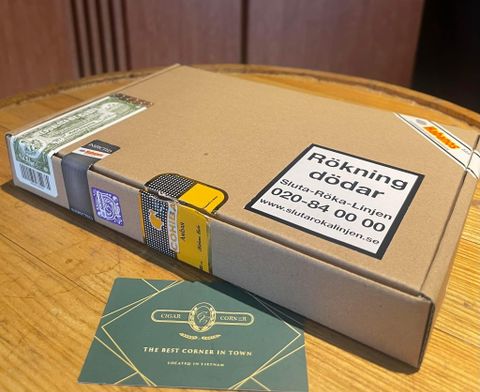 Habanos
Rökning
dödar
Sluta-Röka-Linjen
020-84 00 00
www.slutarokalinjen.se
COHIBA
CIGAR CORNER
THE BEST CORNER IN TOWN
LOCATED IN VIETNAM